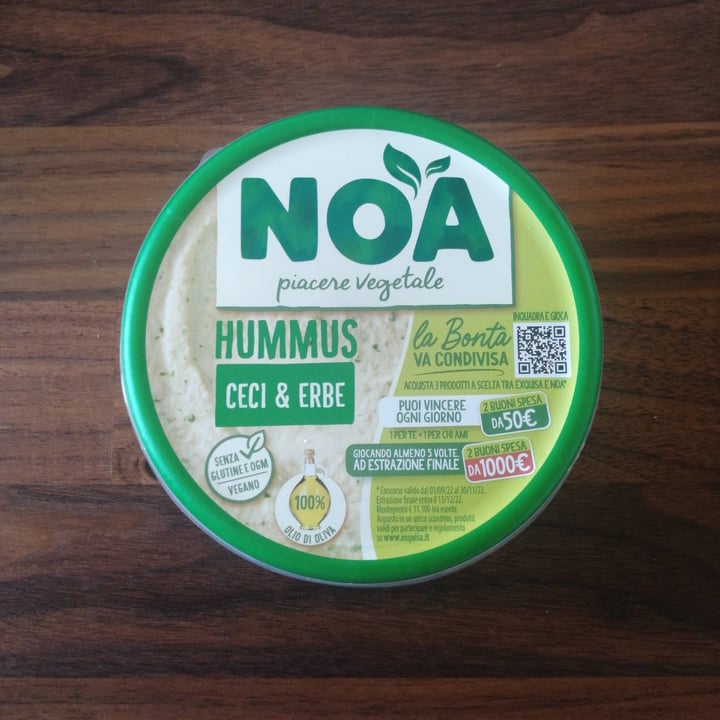 NOA
piacere vegetale
HUMMUS
CECI & ERBE
SENZA
GLUTINE E OGM
VEGANO
100%
OLIO DI OLIVA
INQUADRA E GIOCA
la Bontà
VA CONDIVISA
ACQUISTA 3 PRODOTTI A SCELTA TRA EXQUISA E NOA*
PUOI VINCERE
OGNI GIORNO
2 BUONI SPESA
DA 50€
1 PER TE + 1 PER CHI AMI
GIOCANDO ALMENO 5 VOLTE,
AD ESTRAZIONE FINALE
2 BUONI SPESA
DA 1000€
* Concorso valido dal 01/09/22 al 30/11/22.
Estrazione finale entro il 15/12/22.
Montepremi € 11.100 iva esente.
Acquisto in un unico scontrino, prodotti
validi per partecipare e regolamento
su www.exquisa.it